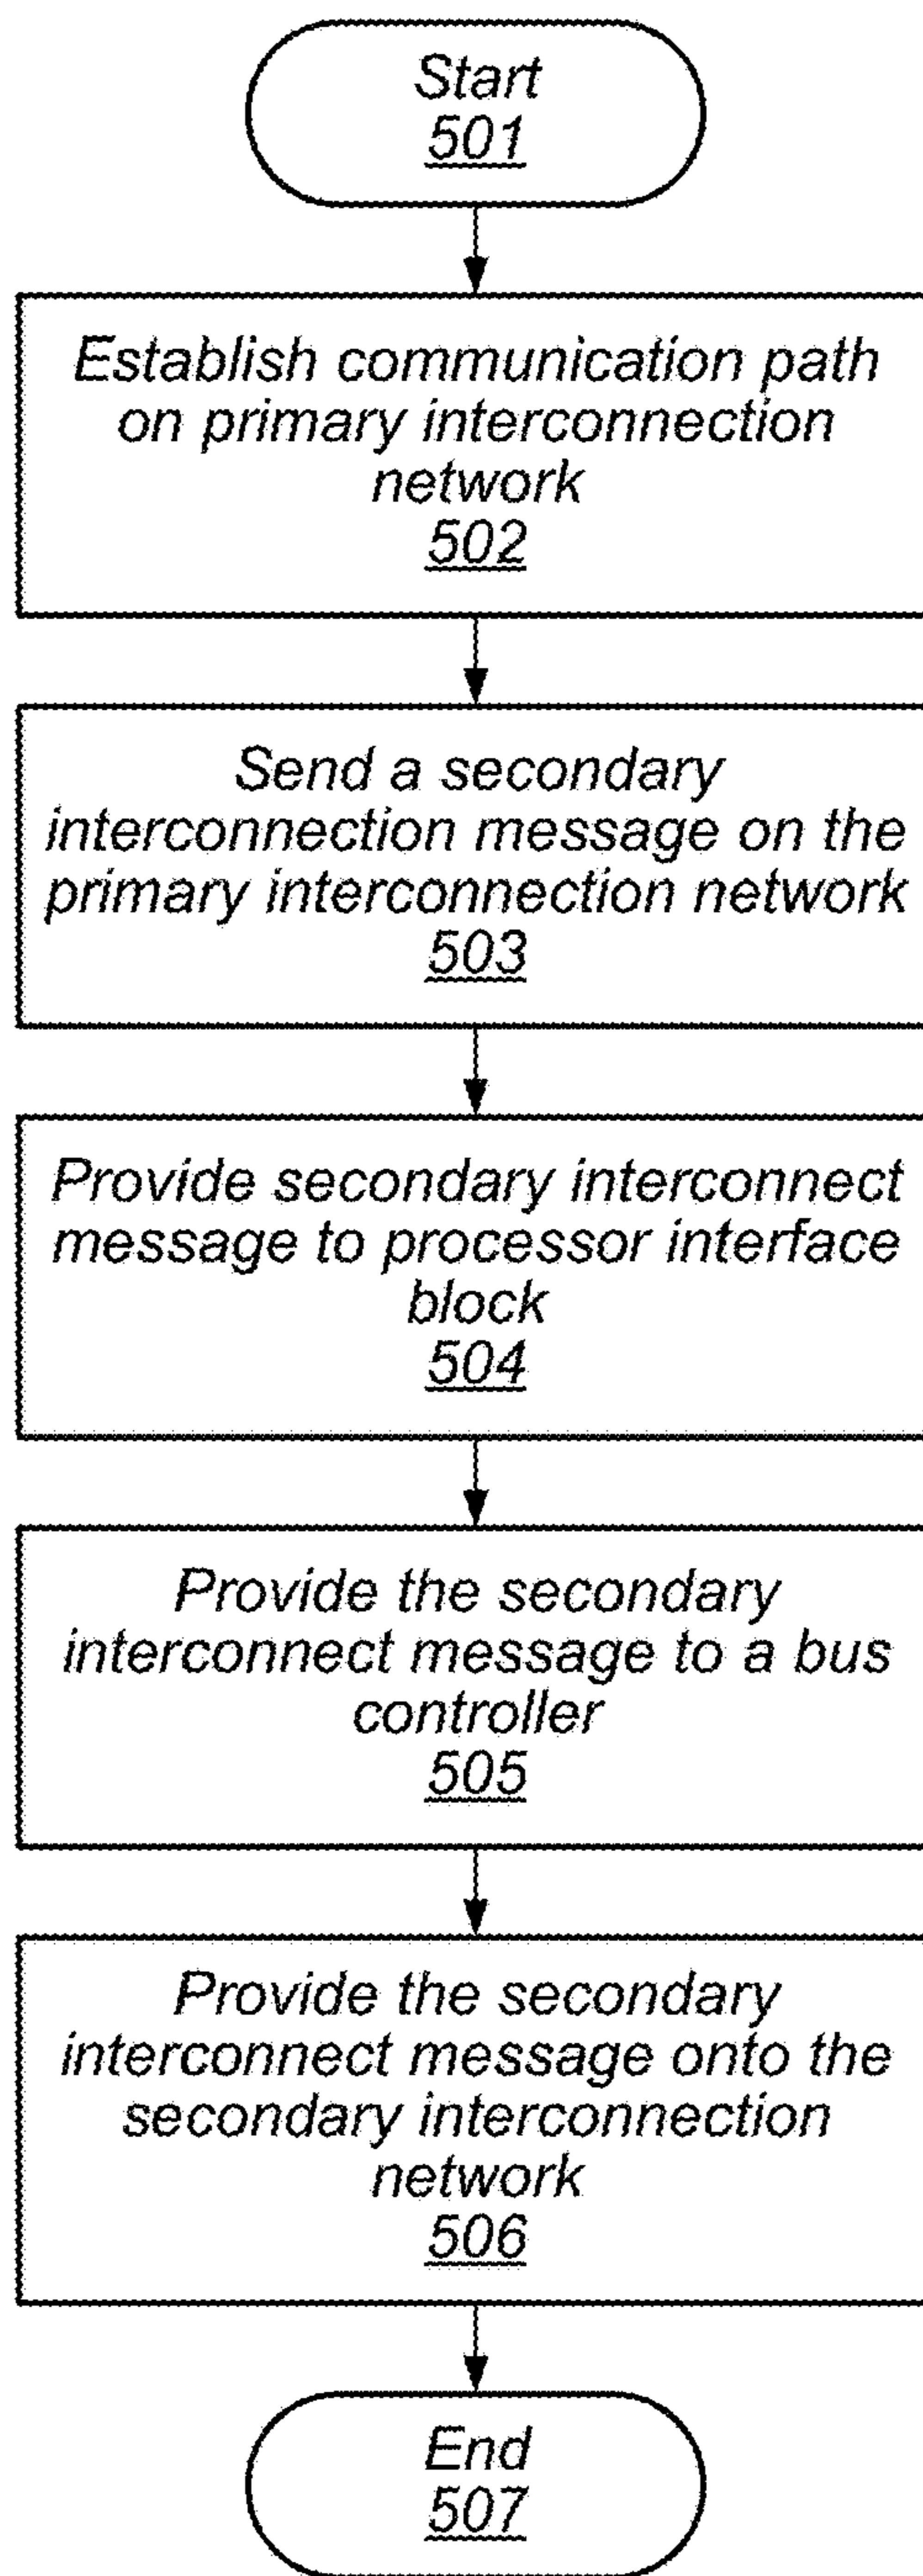 Start
501
Establish communication path
on primary interconnection
network
502
Send a secondary
interconnection message on the
primary interconnection network
503
Provide secondary interconnect
message to processor interface
block
504
Provide the secondary
interconnect message to a bus
controller
505
Provide the secondary
interconnect message onto the
secondary interconnection
network
506
End
507